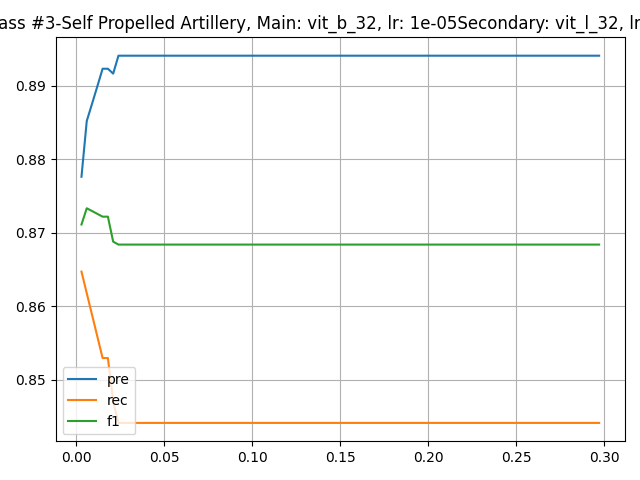 ass #3-Self Propelled Artillery, Main: vit_b_32, lr: 1e-05Secondary: vit_l_32, lr
0.89
0.88
0.87
0.86
0.85
pre
rec
f1
0.00 0.05 0.10 0.15 0.20 0.25 0.30